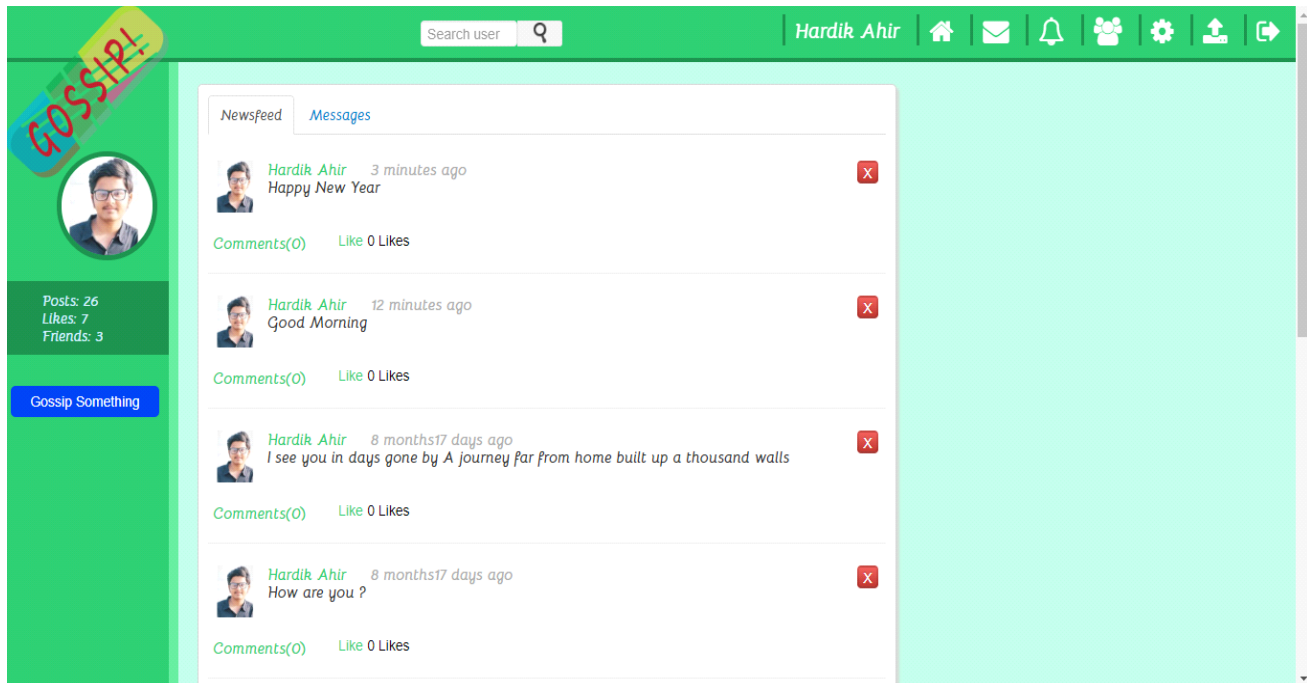 GOSSIP!
Search user
Hardik Ahir
Posts: 26
Likes: 7
Friends: 3
Gossip Something
Newsfeed Messages
Hardik Ahir 3 minutes ago
X
Happy New Year
Comments(0) Like 0 Likes
Hardik Ahir 12 minutes ago
X
Good Morning
Comments(0) Like 0 Likes
Hardik Ahir 8 months17 days ago
X
I see you in days gone by A journey far from home built up a thousand walls
Comments(0) Like 0 Likes
Hardik Ahir 8 months17 days ago
X
How are you ?
Comments(0) Like 0 Likes